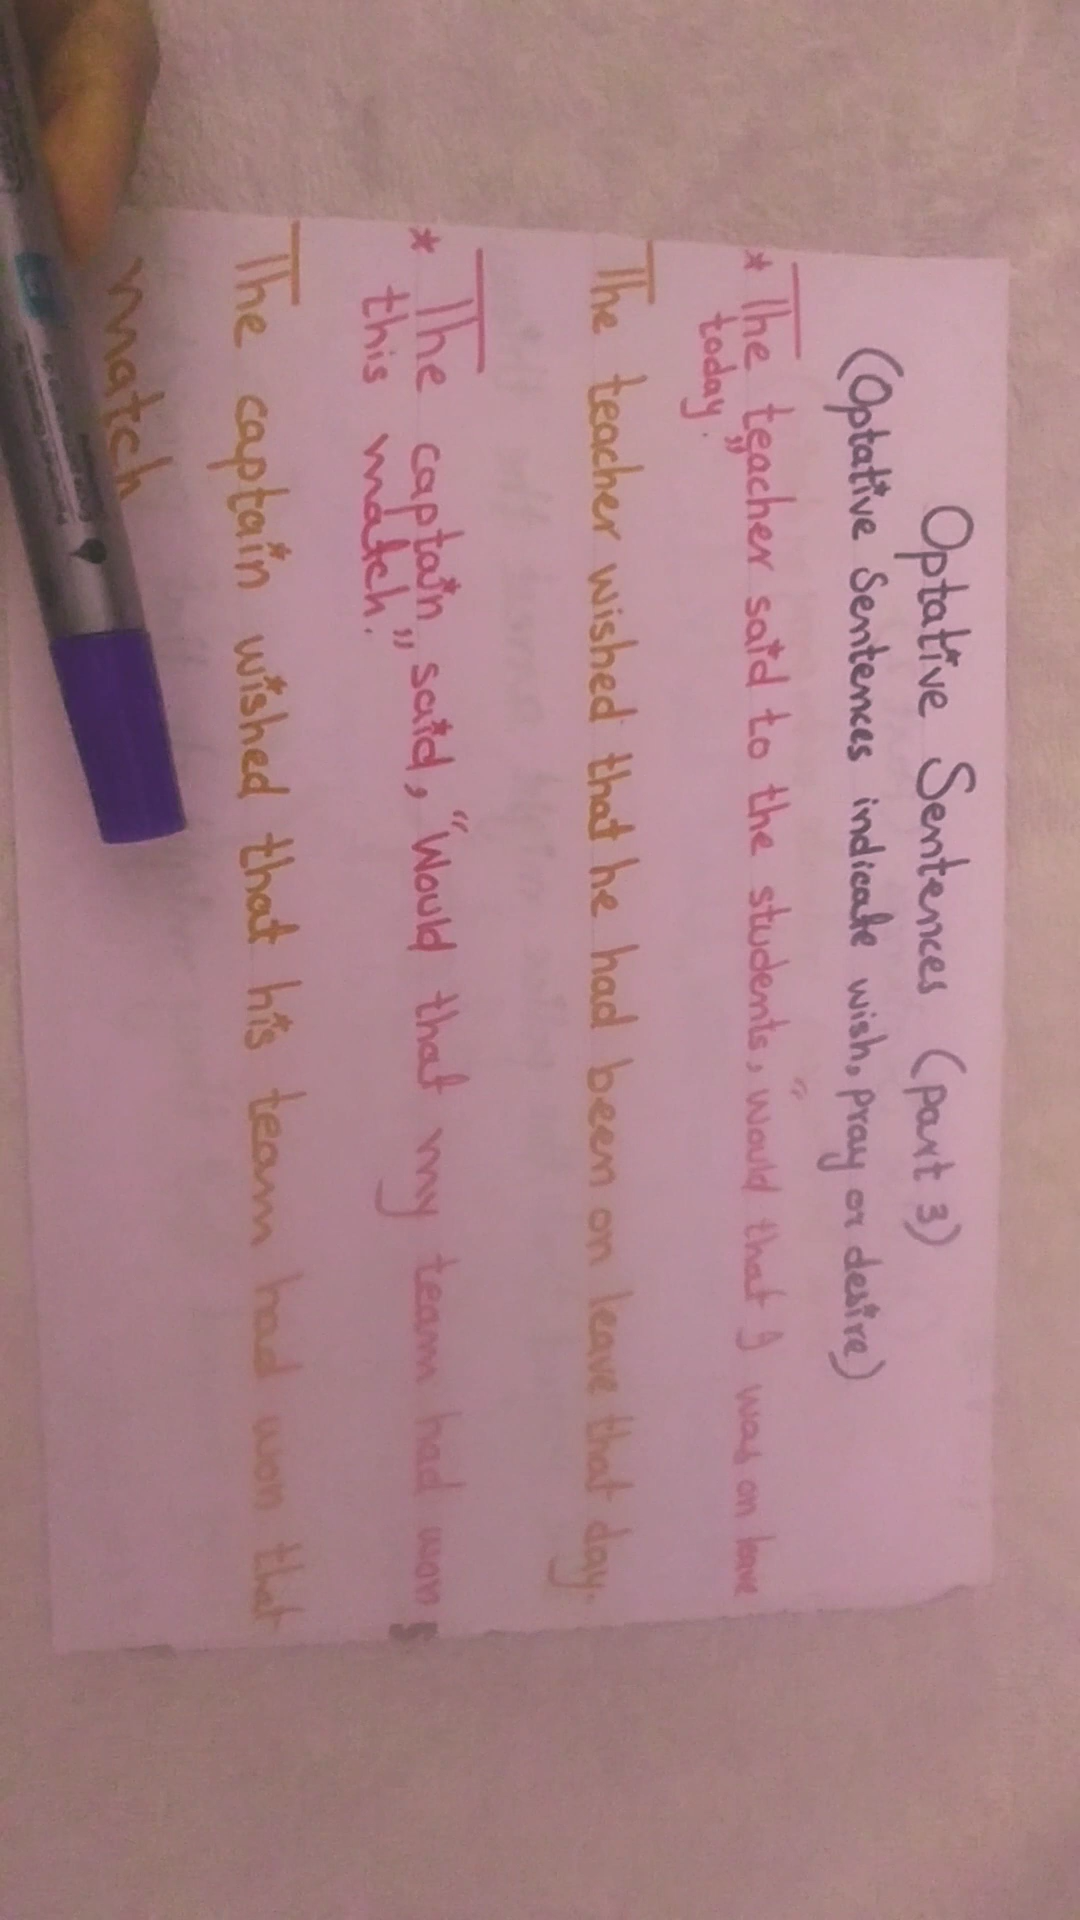 Optative Sentences (part 3)
(Optative Sentences indicate wish, pray or desire)
* The teacher said to the students, "would that I was on leave
today."
The teacher wished that he had been on leave that day.
* The captain said, "Would that my team had won
this match."
The captain wished that his team had won that
match